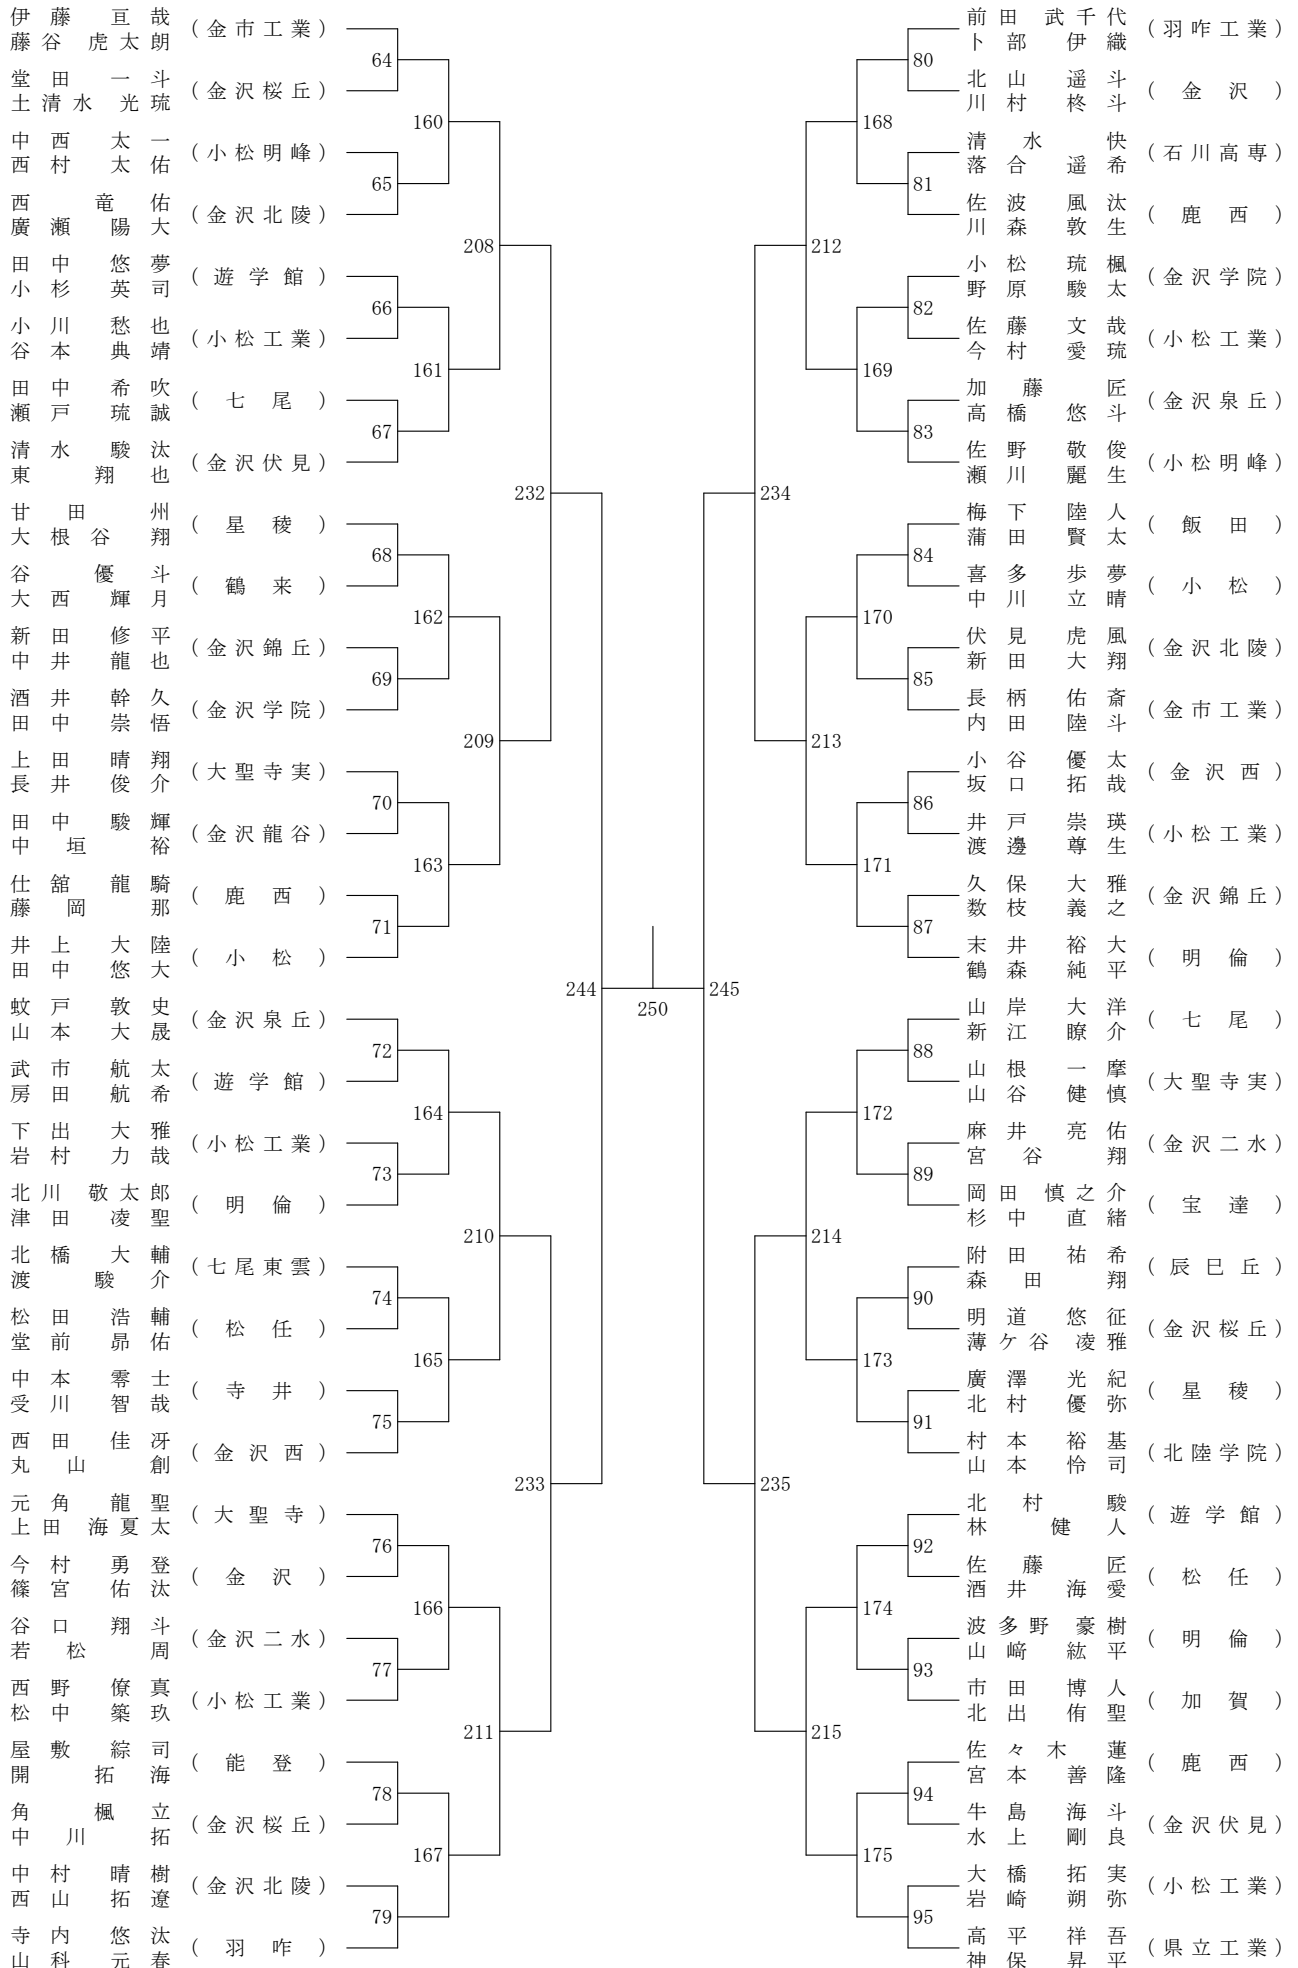 伊藤 亘哉
藤谷 虎太朗
(金市工業)
64
堂田 一斗
土清水 光琉
(金沢桜丘)
160
中西 太一
西村 太佑
(小松明峰)
65
西 竜佑
廣瀬 陽大
(金沢北陵)
208
田中 悠夢
小杉 英司
(遊学館)
66
小川 愁也
谷本 典靖
(小松工業)
161
田中 希吹
瀬戸 琉誠
(七尾)
67
清水 駿汰
東 翔也
(金沢伏見)
232
甘田 州
大根谷 翔
(星稜)
68
谷 優斗
大西 輝月
(鶴来)
162
新田 修平
中井 龍也
(金沢錦丘)
69
酒井 幹久
田中 崇悟
(金沢学院)
209
上田 晴翔
長井 俊介
(大聖寺実)
70
田中 駿輝
中垣 裕
(金沢龍谷)
163
仕舘 龍騎
藤岡 那
(鹿西)
71
井上 大陸
田中 悠大
(小松)
244
250
245
蚊戸 敦史
山本 大晟
(金沢泉丘)
72
武市 航太
房田 航希
(遊学館)
164
下出 大雅
岩村 力哉
(小松工業)
73
北川 敬太郎
津田 凌聖
(明倫)
210
北橋 大輔
渡 駿介
(七尾東雲)
74
松田 浩輔
堂前 昴佑
(松任)
165
中本 零士
受川 智哉
(寺井)
75
西田 佳冴
丸山 創
(金沢西)
233
元角 龍聖
上田 海夏太
(大聖寺)
76
今村 勇登
篠宮 佑汰
(金沢)
166
谷口 翔斗
若松 周
(金沢二水)
77
西野 僚真
松中 築玖
(小松工業)
211
屋敷 綜司
開 拓海
(能登)
78
角 楓立
中川 拓
(金沢桜丘)
167
中村 晴樹
西山 拓遼
(金沢北陵)
79
寺内 悠汰
山科 元春
(羽咋)
前田 武千代
卜部 伊織
(羽咋工業)
80
北山 遥斗
川村 柊斗
(金沢)
168
清水 快
落合 遥希
(石川高専)
81
佐波 風汰
川森 敦生
(鹿西)
212
小松 琉楓
野原 駿太
(金沢学院)
82
佐藤 文哉
今村 愛琉
(小松工業)
169
加藤 匠
高橋 悠斗
(金沢泉丘)
83
佐野 敬俊
瀬川 麗生
(小松明峰)
234
梅下 陸人
蒲田 賢太
(飯田)
84
喜多 歩夢
中川 立晴
(小松)
170
伏見 虎風
新田 大翔
(金沢北陵)
85
長柄 佑斎
内田 陸斗
(金市工業)
213
小谷 優太
坂口 拓哉
(金沢西)
86
井戸 崇瑛
渡邊 尊生
(小松工業)
171
久保 大雅
数枝 義之
(金沢錦丘)
87
末井 裕大
鶴森 純平
(明倫)
山岸 大洋
新江 瞭介
(七尾)
88
山根 一摩
山谷 健慎
(大聖寺実)
172
麻井 亮佑
宮谷 翔
(金沢二水)
89
岡田 慎之介
杉中 直緒
(宝達)
214
附田 祐希
森田 翔
(辰巳丘)
90
明道 悠征
薄ケ谷 凌雅
(金沢桜丘)
173
廣澤 光紀
北村 優弥
(星稜)
91
村本 裕基
山本 怜司
(北陸学院)
235
北村 駿
林 健人
(遊学館)
92
佐藤 匠
酒井 海愛
(松任)
174
波多野 豪樹
山﨑 紘平
(明倫)
93
市田 博人
北出 侑聖
(加賀)
215
佐々木 蓮
宮本 善隆
(鹿西)
94
牛島 海斗
水上 剛良
(金沢伏見)
175
大橋 拓実
岩崎 朔弥
(小松工業)
95
高平 祥吾
神保 昇平
(県立工業)